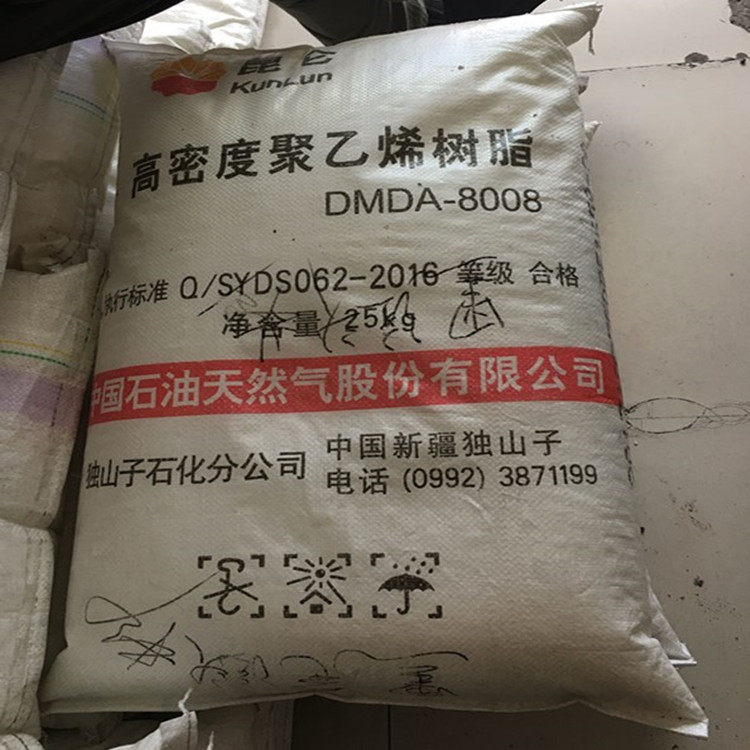 昆仑
KunLun
高密度聚乙烯树脂
DMDA-8008
执行标准 Q/SYDS062-2016 等级 合格
净含量 25kg
中国石油天然气股份有限公司
独山子石化分公司
中国新疆独山子
电话 (0992) 3871199